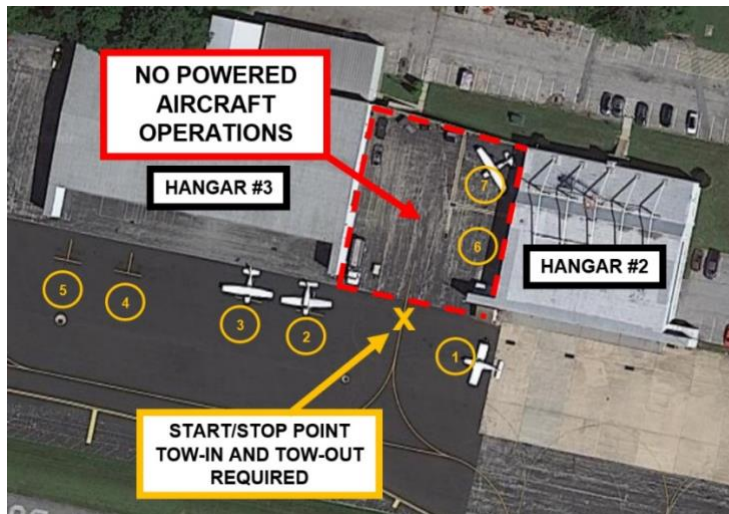 NO POWERED
AIRCRAFT
OPERATIONS
HANGAR #3
7
6
HANGAR #2
5
4
3
2
X
1
START/STOP POINT
TOW-IN AND TOW-OUT
REQUIRED